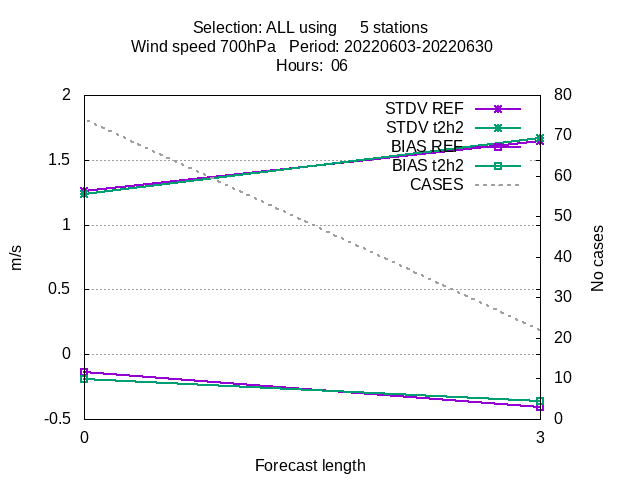 Selection: ALL using 5 stations
Wind speed 700hPa Period: 20220603-20220630
Hours: 06
2
1.5
1
0.5
0
-0.5
m/s
80
70
60
50
40
30
20
10
0
No cases
STDV REF
STDV t2h2
BIAS REF
BIAS t2h2
CASES
0
3
Forecast length